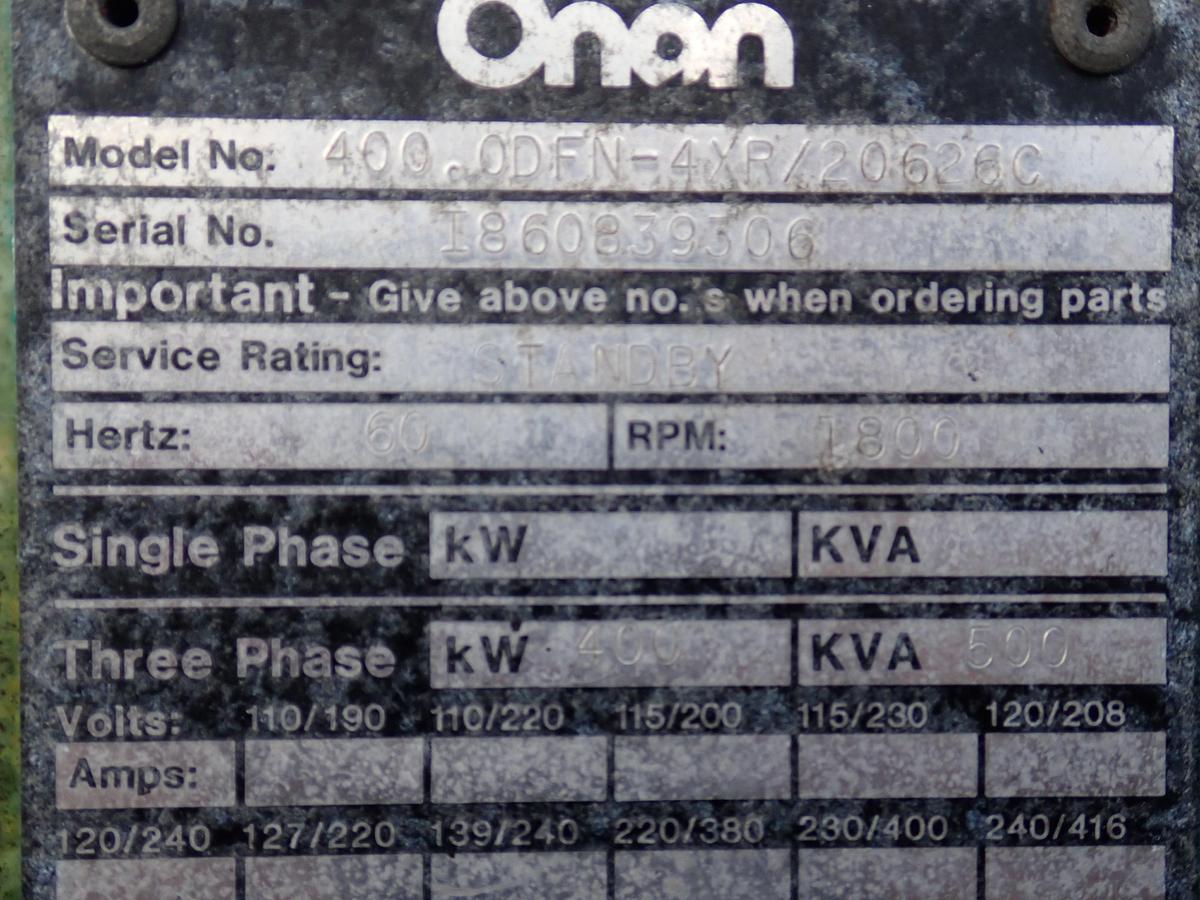 Onan
Model No. 400.0DFN-4XR/20626C
Serial No. I860839306
Important - Give above no. s when ordering parts
Service Rating: STANDBY
Hertz: 60 RPM: 1800
Single Phase kW KVA
Three Phase kW 400 KVA 500
Volts: 110/190 110/220 115/200 115/230 120/208
Amps:
120/240 127/220 139/240 220/380 230/400 240/416